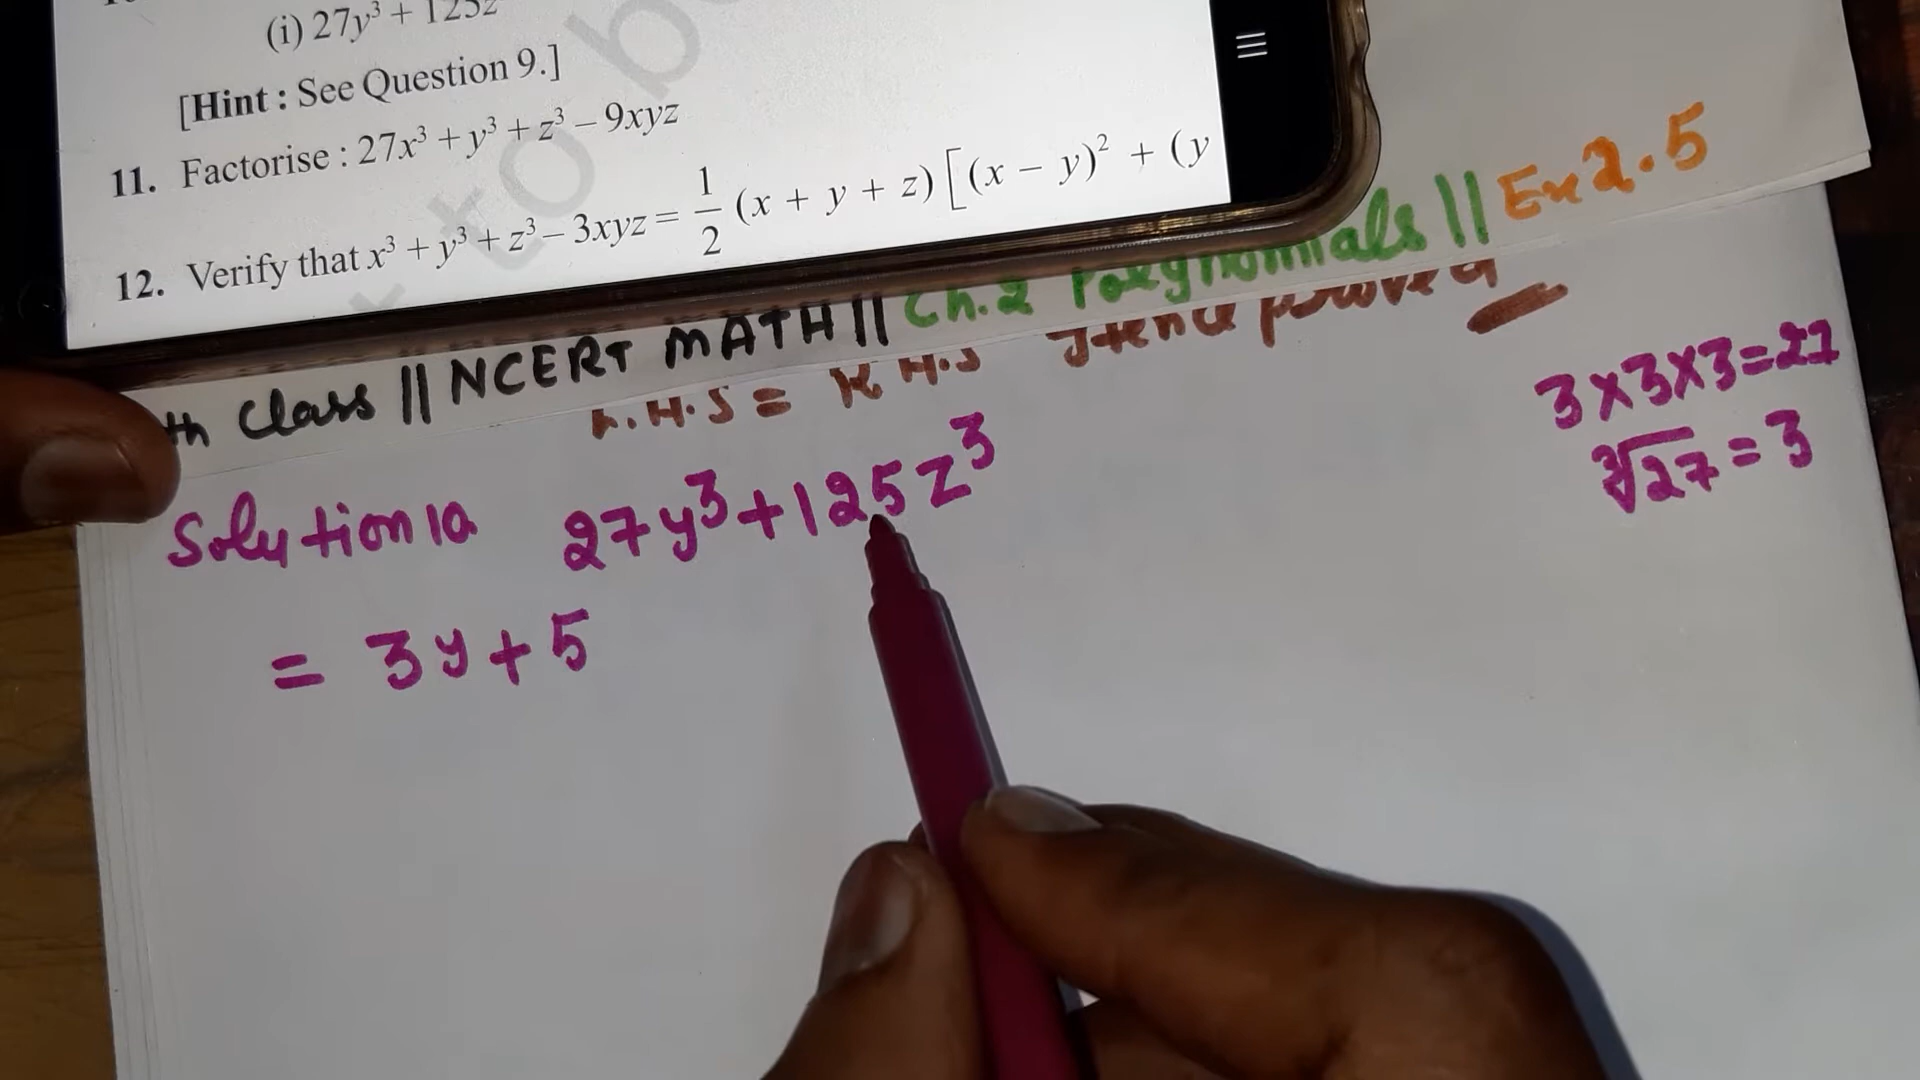 (i) 27y³ + 125z
[Hint : See Question 9.]
11. Factorise : 27x³ + y³ + z³ – 9xyz
12. Verify that x³ + y³ + z³ – 3xyz = 1/2 (x + y + z) [(x – y)² + (y
th Class || NCERT MATH || Ch.2 Polynomials || Ex 2.5
L.H.S = R.H.S Hence proved
3×3×3=27
∛27 = 3
Solution 10 27y³+125z³
= 3y+5